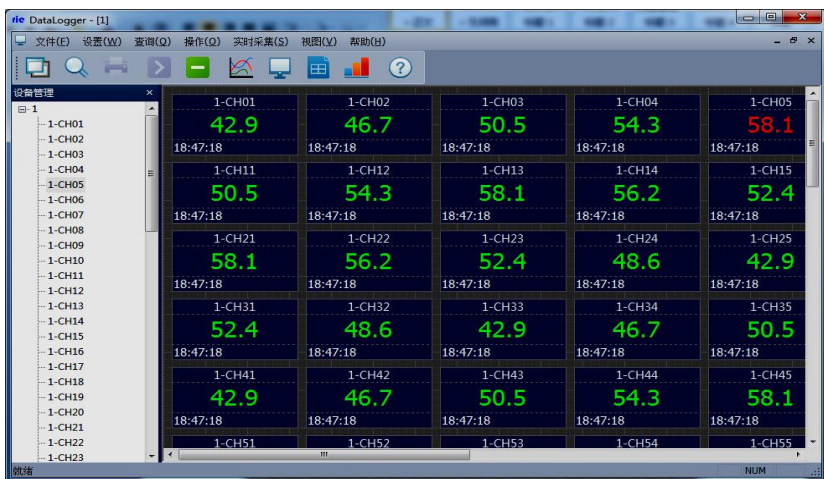 rie DataLogger - [1]
文件(F) 设置(W) 查询(Q) 操作(O) 实时采集(S) 视图(V) 帮助(H)
设备管理
1
1-CH01
1-CH02
1-CH03
1-CH04
1-CH05
1-CH06
1-CH07
1-CH08
1-CH09
1-CH10
1-CH11
1-CH12
1-CH13
1-CH14
1-CH15
1-CH16
1-CH17
1-CH18
1-CH19
1-CH20
1-CH21
1-CH22
1-CH23
1-CH01 1-CH02 1-CH03 1-CH04 1-CH05
42.9 46.7 50.5 54.3 58.1
18:47:18 18:47:18 18:47:18 18:47:18 18:47:18
1-CH11 1-CH12 1-CH13 1-CH14 1-CH15
50.5 54.3 58.1 56.2 52.4
18:47:18 18:47:18 18:47:18 18:47:18 18:47:18
1-CH21 1-CH22 1-CH23 1-CH24 1-CH25
58.1 56.2 52.4 48.6 42.9
18:47:18 18:47:18 18:47:18 18:47:18 18:47:18
1-CH31 1-CH32 1-CH33 1-CH34 1-CH35
52.4 48.6 42.9 46.7 50.5
18:47:18 18:47:18 18:47:18 18:47:18 18:47:18
1-CH41 1-CH42 1-CH43 1-CH44 1-CH45
42.9 46.7 50.5 54.3 58.1
18:47:18 18:47:18 18:47:18 18:47:18 18:47:18
1-CH51 1-CH52 1-CH53 1-CH54 1-CH55
就绪 NUM